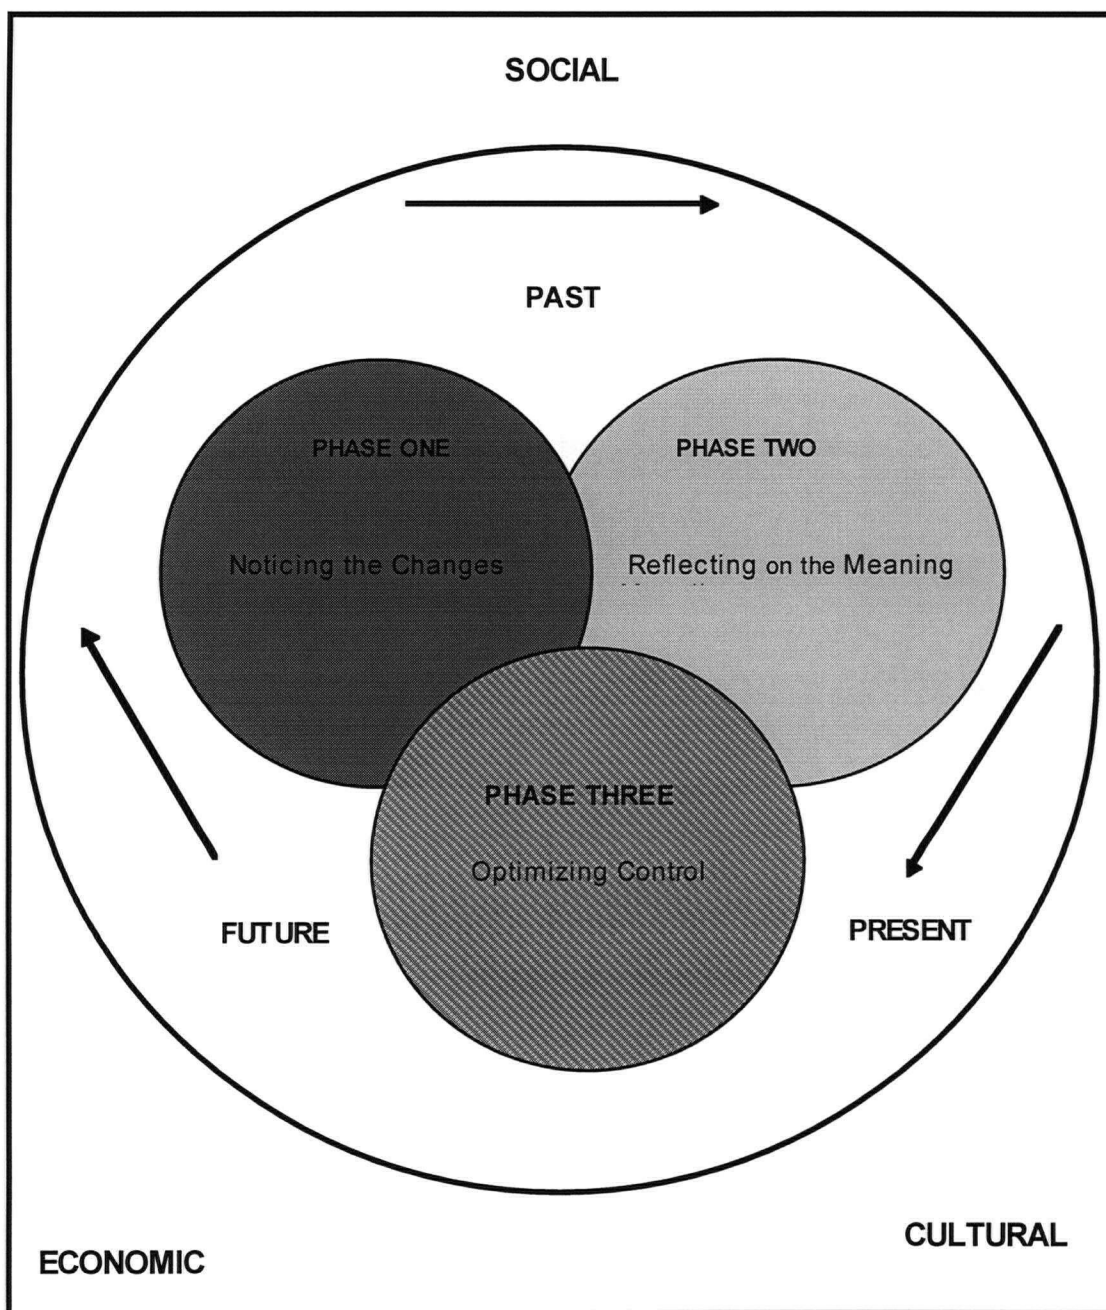 SOCIAL
PAST
PHASE ONE
PHASE TWO
Noticing the Changes
Reflecting on the Meaning
PHASE THREE
Optimizing Control
FUTURE
PRESENT
CULTURAL
ECONOMIC